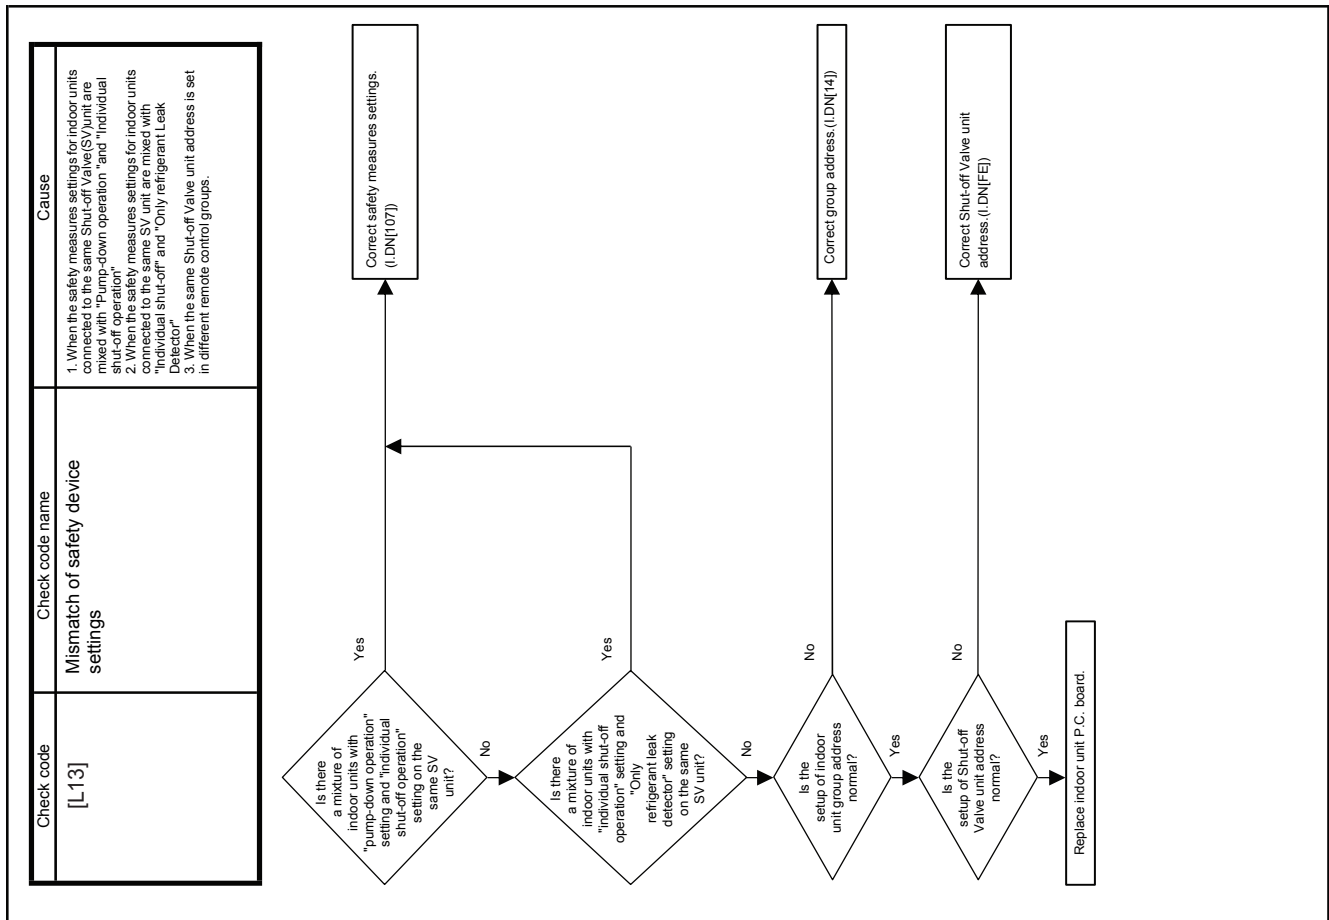 Check code
Check code name
Cause
[L13]
Mismatch of safety device
settings
1. When the safety measures settings for indoor units
connected to the same Shut-off Valve(SV)unit are
mixed with "Pump-down operation "and "Individual
shut-off operation"
2. When the safety measures settings for indoor units
connected to the same SV unit are mixed with
"Individual shut-off" and "Only refrigerant Leak
Detector"
3. When the same Shut-off Valve unit address is set
in different remote control groups.
Is there
a mixture of
indoor units with
"pump-down operation"
setting and "individual
shut-off operation"
setting on the
same SV
unit?
Yes
Correct safety measures settings.
(I.DN[107])
No
Is there
a mixture of
indoor units with
"individual shut-off
operation" setting and
"Only
refrigerant leak
detector" setting
on the same
SV unit?
Yes
No
Is the
setup of indoor
unit group address
normal?
No
Correct group address.(I.DN[14])
Yes
Is the
setup of Shut-off
Valve unit address
normal?
No
Correct Shut-off Valve unit
address.(I.DN[FE])
Yes
Replace indoor unit P.C. board.